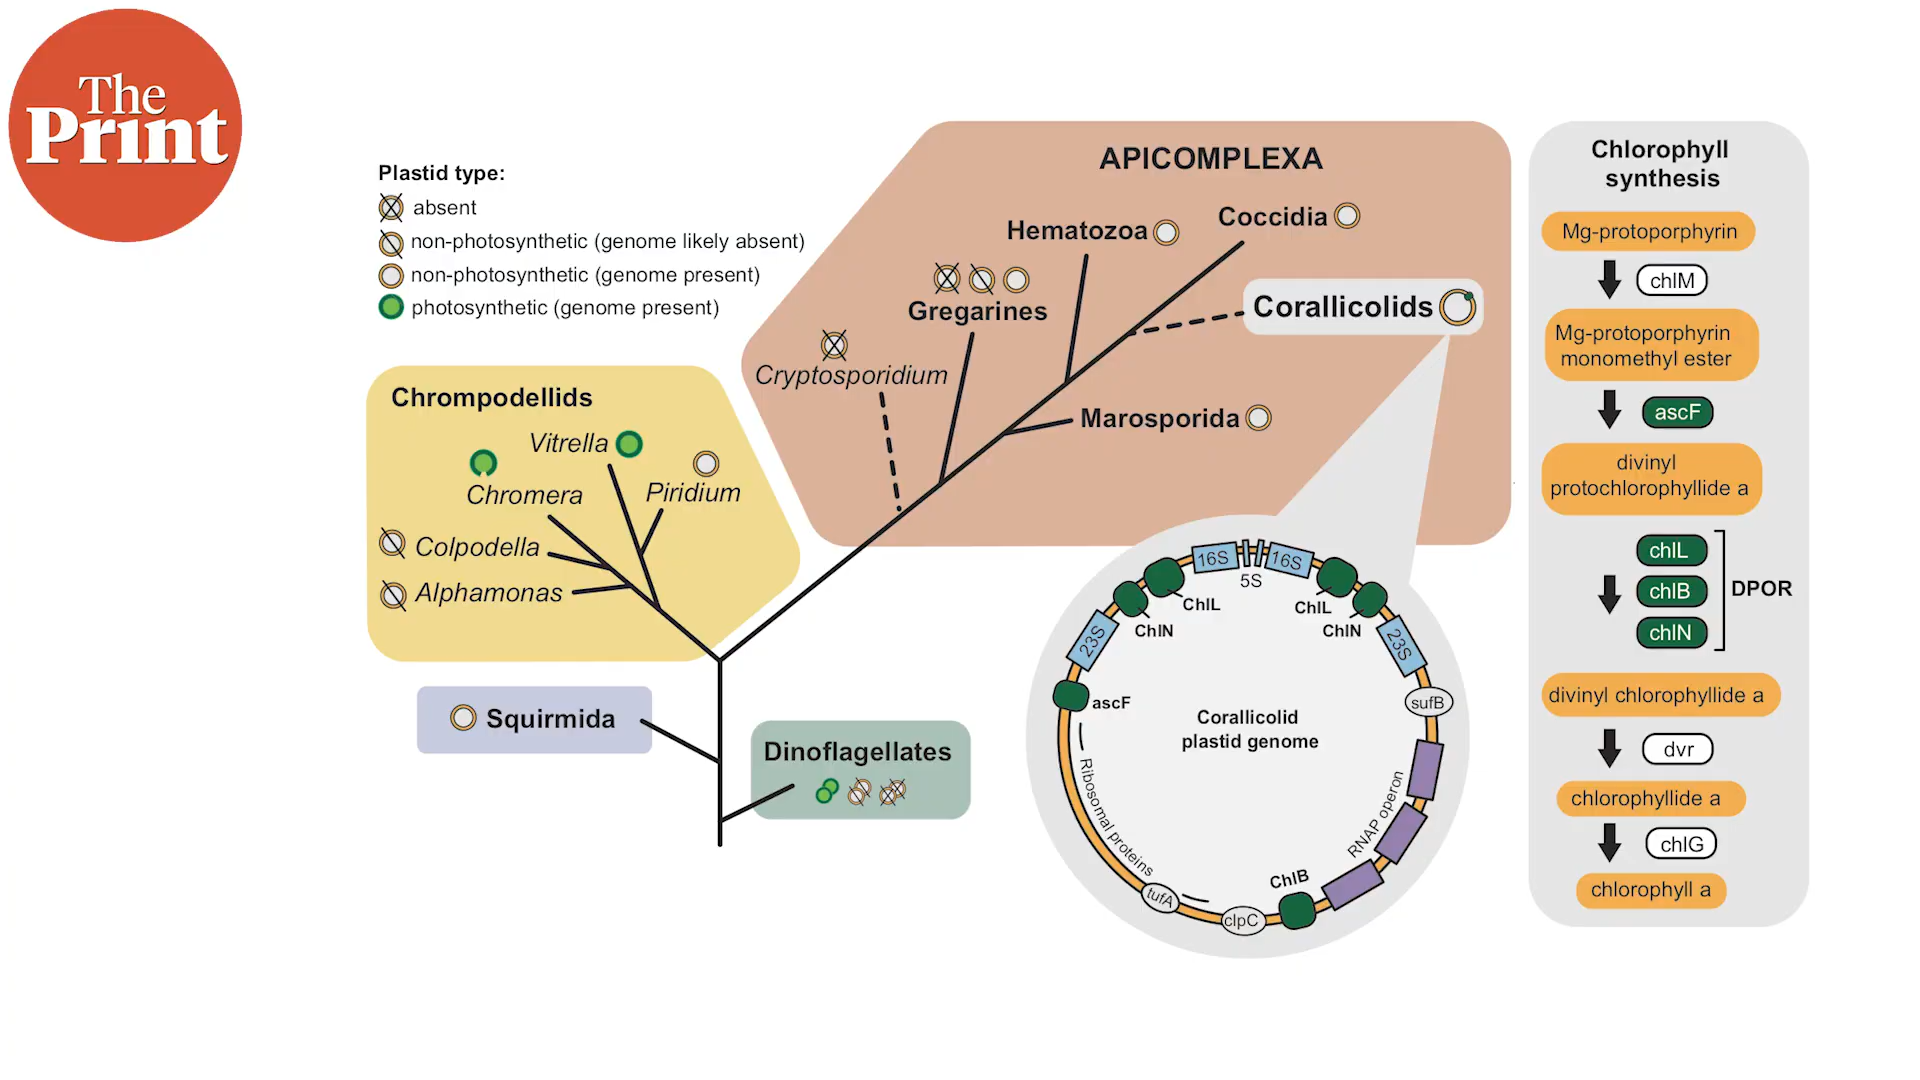 The
Print
Plastid type:
absent
non-photosynthetic (genome likely absent)
non-photosynthetic (genome present)
photosynthetic (genome present)
APICOMPLEXA
Coccidia
Hematozoa
Corallicolids
Gregarines
Cryptosporidium
Marosporida
Chrompodellids
Vitrella
Chromera
Piridium
Colpodella
Alphamonas
Squirmida
Dinoflagellates
16S
5S
16S
ChlL
ChlN
ChlL
ChlN
23S
23S
ascF
sufB
Corallicolid
plastid genome
Ribosomal proteins
RNAP operon
tufA
clpC
ChlB
Chlorophyll
synthesis
Mg-protoporphyrin
chlM
Mg-protoporphyrin
monomethyl ester
ascF
divinyl
protochlorophyllide a
chlL
chlB
chlN
DPOR
divinyl chlorophyllide a
dvr
chlorophyllide a
chlG
chlorophyll a